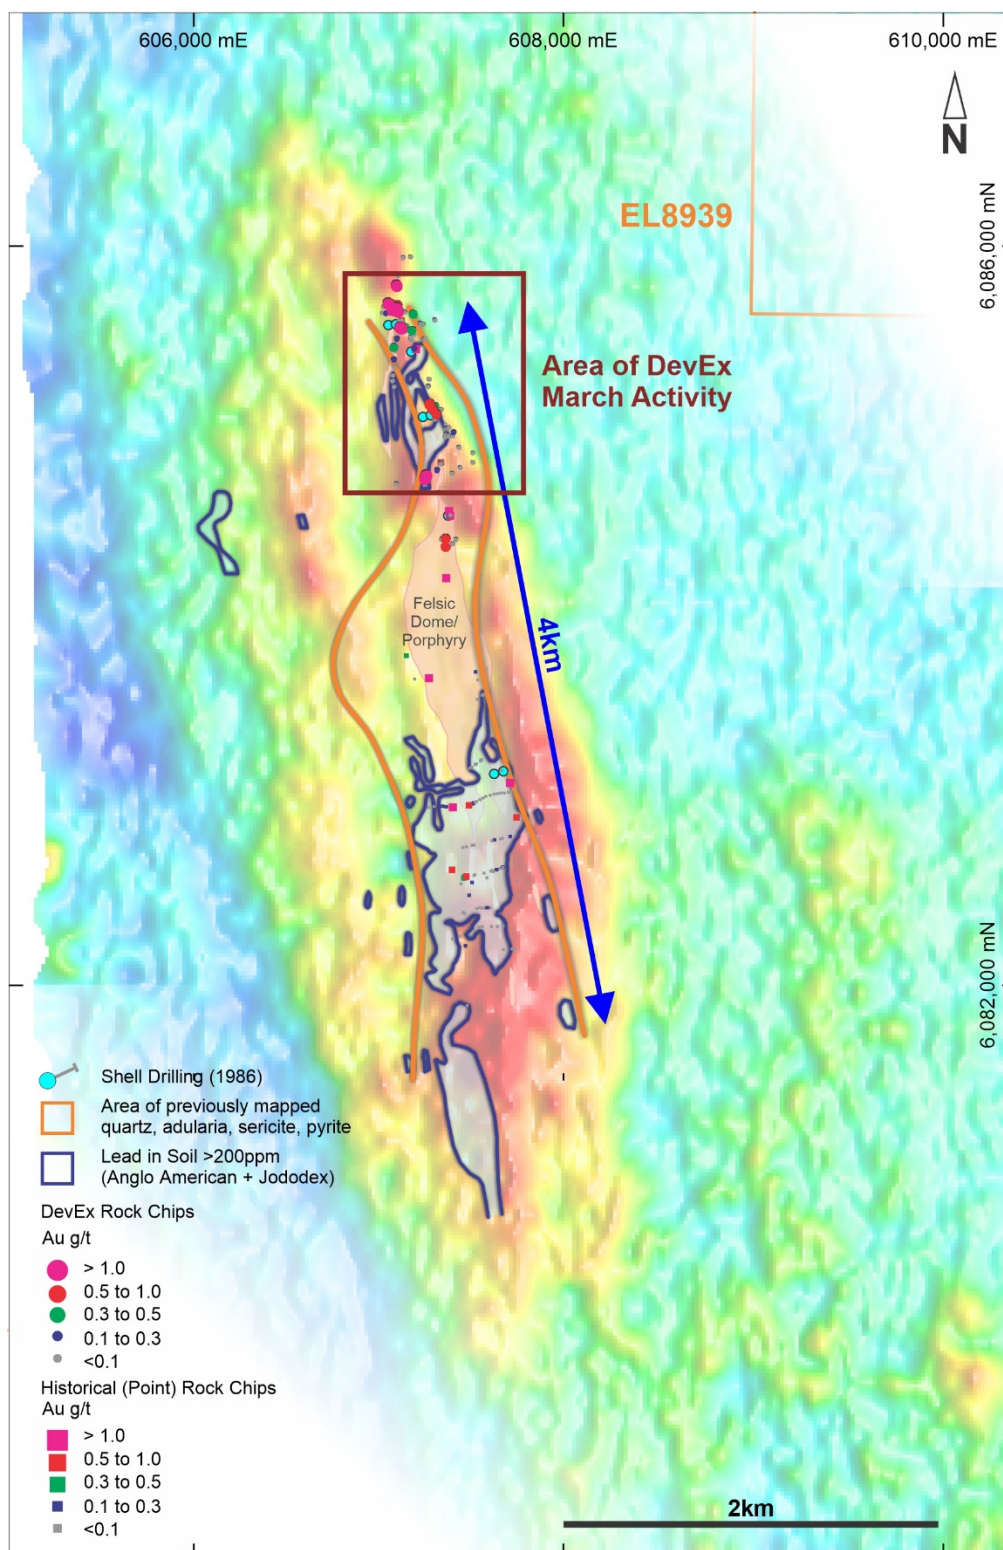 606,000 mE
608,000 mE
610,000 mE
N
6,086,000 mN
EL8939
Area of DevEx
March Activity
4km
Felsic
Dome/
Porphyry
6,082,000 mN
Shell Drilling (1986)
Area of previously mapped
quartz, adularia, sericite, pyrite
Lead in Soil >200ppm
(Anglo American + Jododex)
DevEx Rock Chips
Au g/t
> 1.0
0.5 to 1.0
0.3 to 0.5
0.1 to 0.3
<0.1
Historical (Point) Rock Chips
Au g/t
> 1.0
0.5 to 1.0
0.3 to 0.5
0.1 to 0.3
<0.1
2km